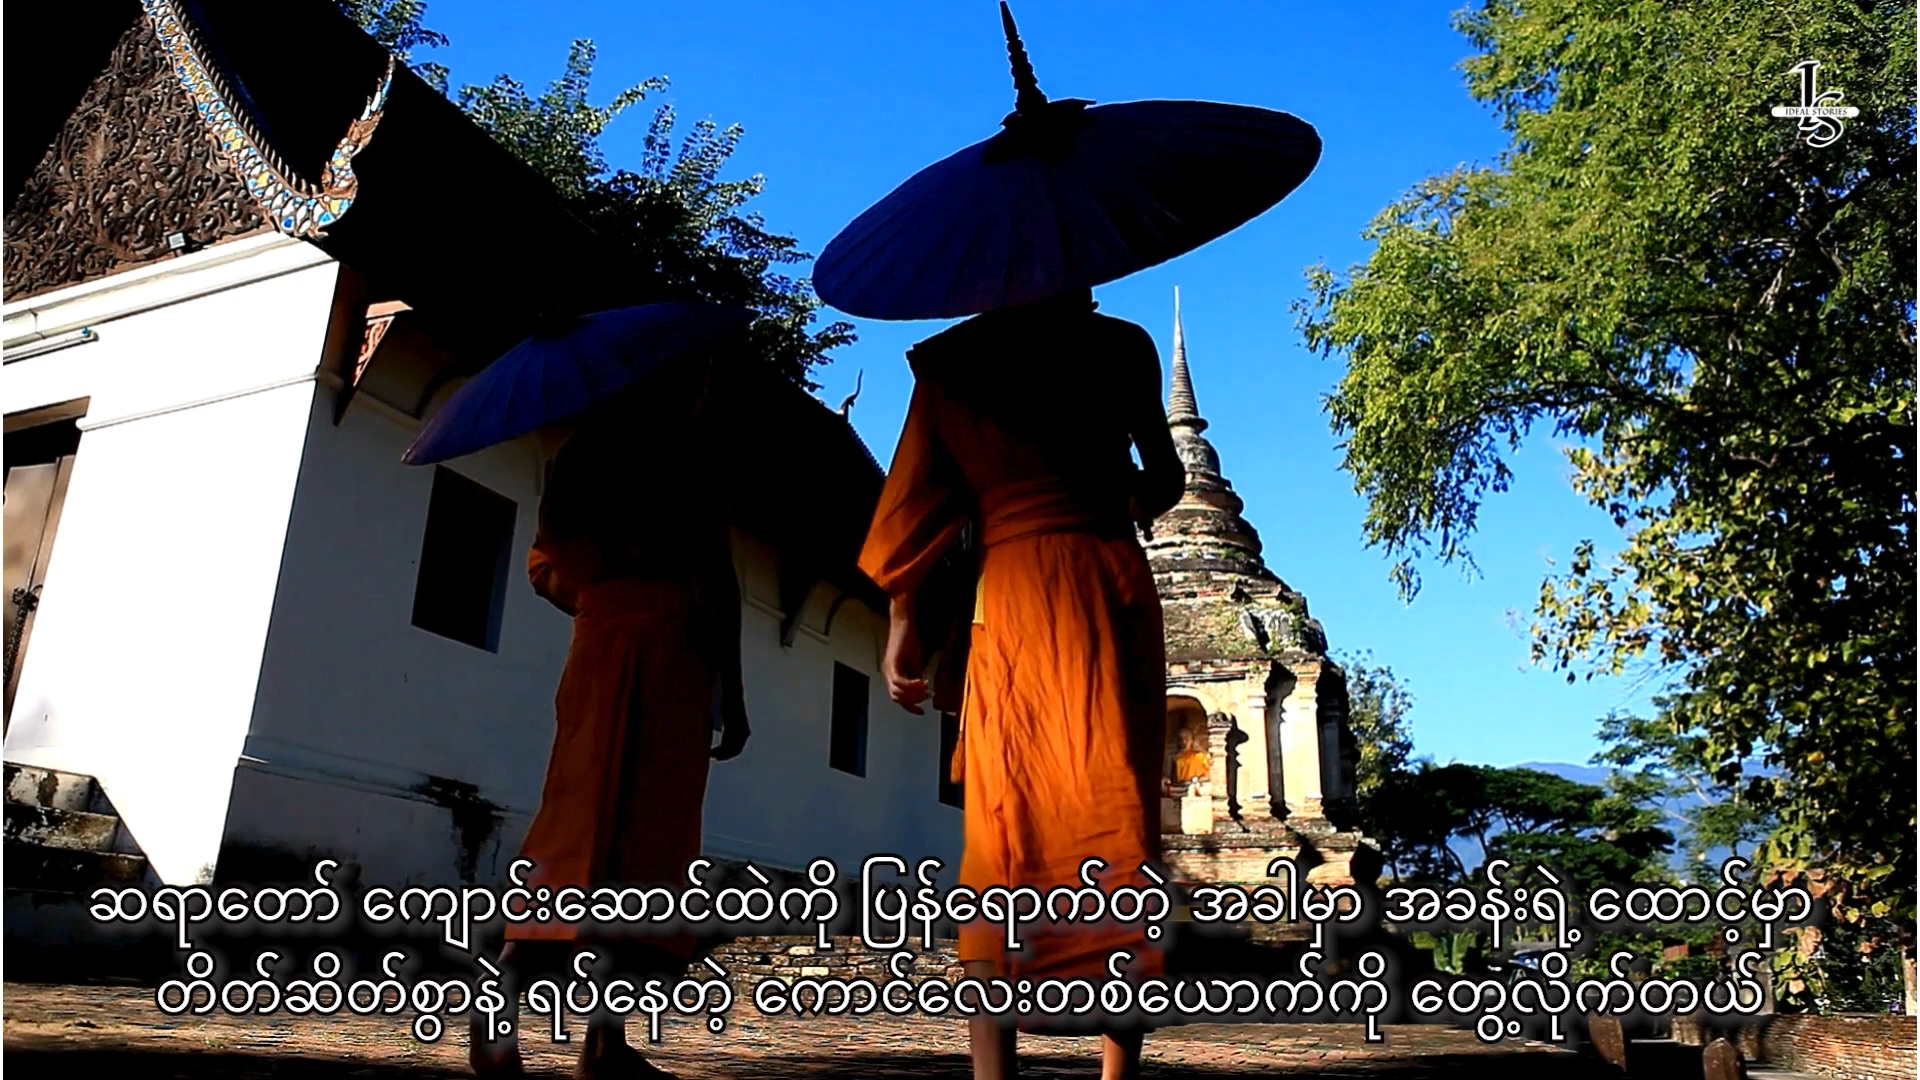 IDEAL STORIES
ဆရာတော် ကျောင်းဆောင်ထဲကို ပြန်ရောက်တဲ့ အခါမှာ အခန်းရဲ့ ထောင့်မှာ
တိတ်ဆိတ်စွာနဲ့ ရပ်နေတဲ့ ကောင်လေးတစ်ယောက်ကို တွေ့လိုက်တယ်